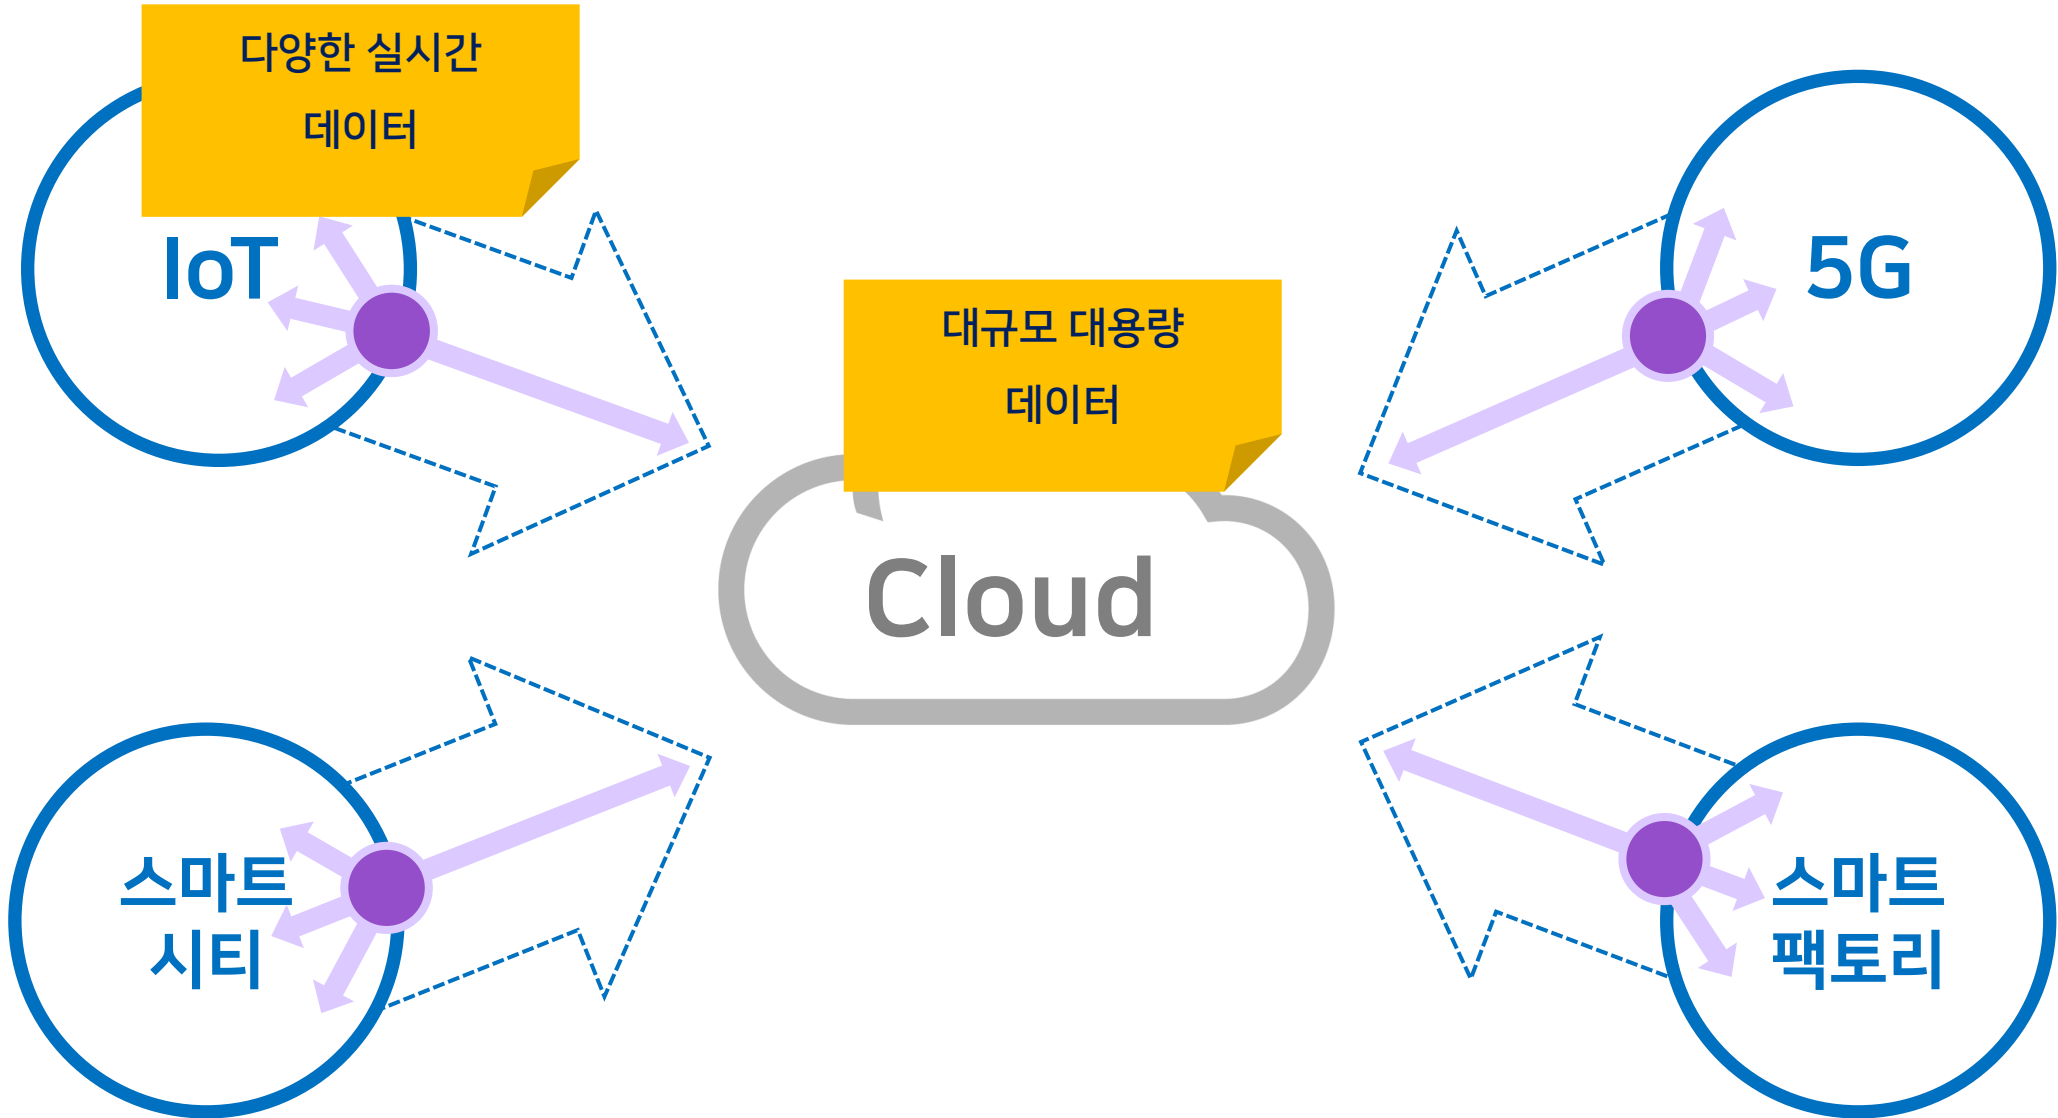 다양한 실시간
데이터
IoT
5G
대규모 대용량
데이터
Cloud
스마트
시티
스마트
팩토리